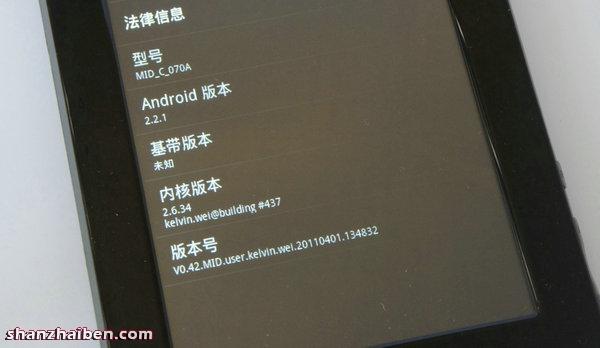 法律信息
型号
MID_C_070A
Android 版本
2.2.1
基带版本
未知
内核版本
2.6.34
kelvin.wei@building #437
版本号
V0.42.MID.user.kelvin.wei.20110401.134832
shanzhaiben.com